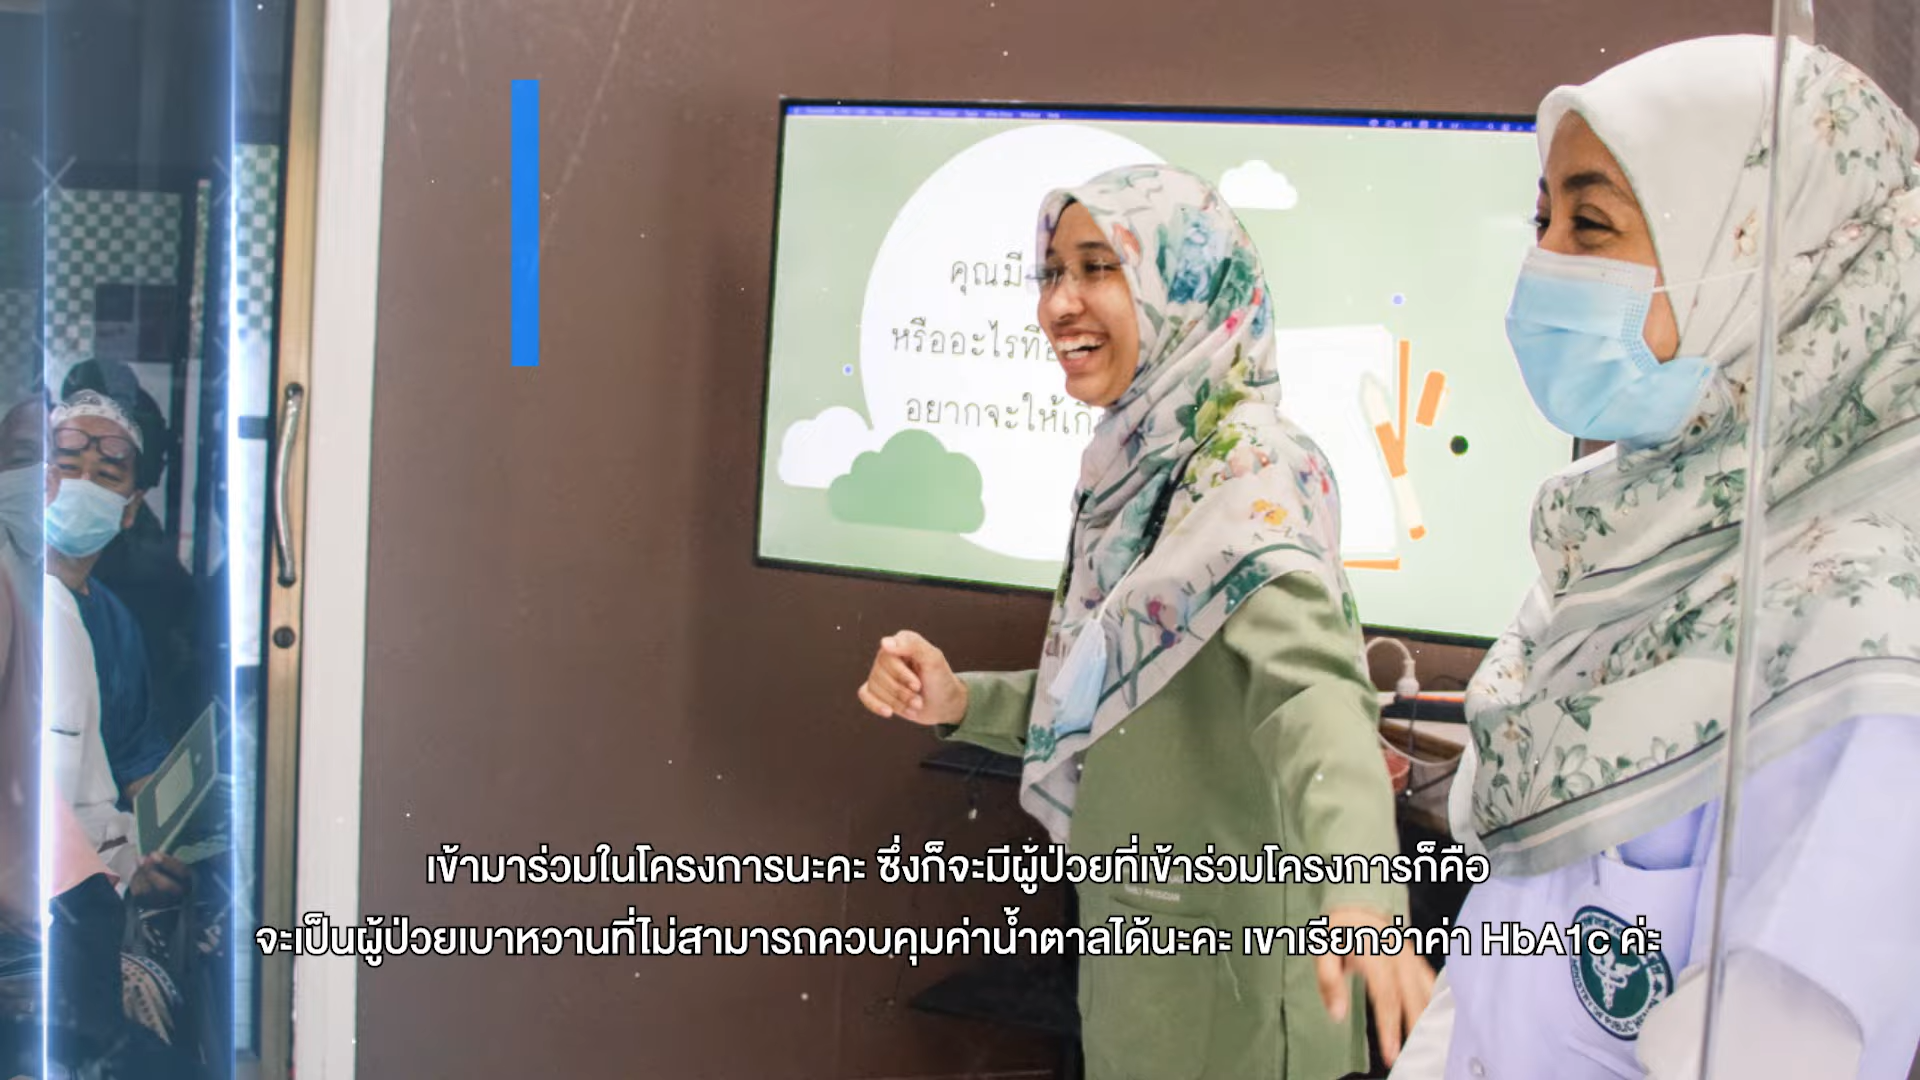 คุณมี
หรืออะไรที่
อยากจะให้
MINAZ
เข้ามาร่วมในโครงการนะคะ ซึ่งก็จะมีผู้ป่วยที่เข้าร่วมโครงการก็คือ
จะเป็นผู้ป่วยเบาหวานที่ไม่สามารถควบคุมค่าน้ำตาลได้นะคะ เขาเรียกว่าค่า HbA1c ค่ะ